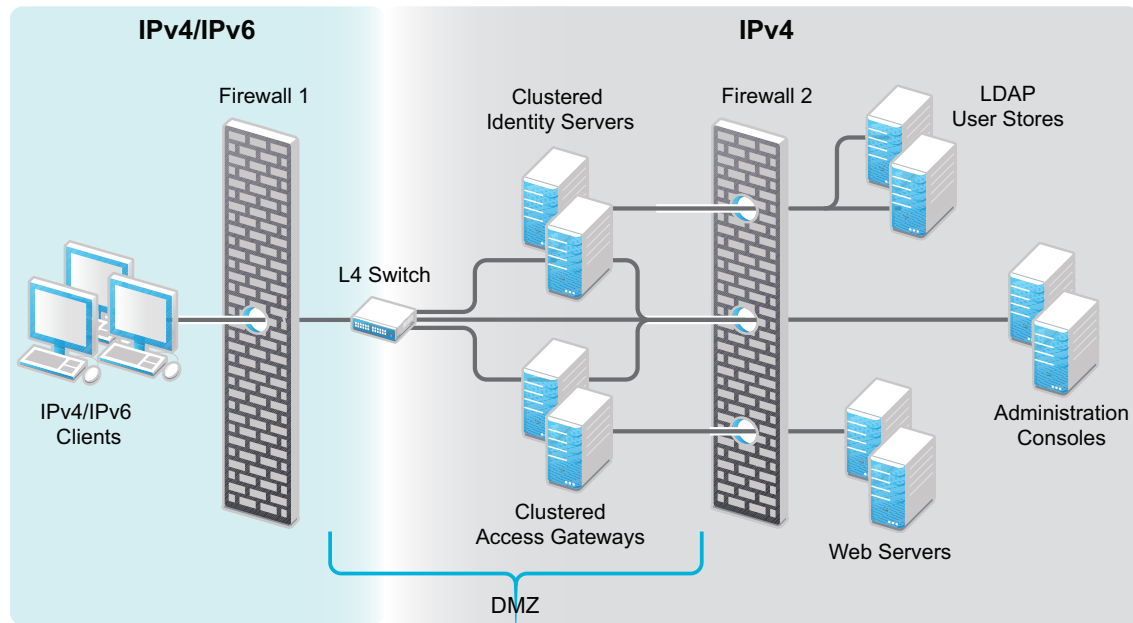 IPv4/IPv6
IPv4
Firewall 1
Clustered
Identity Servers
Firewall 2
LDAP
User Stores
L4 Switch
IPv4/IPv6
Clients
Administration
Consoles
Clustered
Access Gateways
Web Servers
DMZ